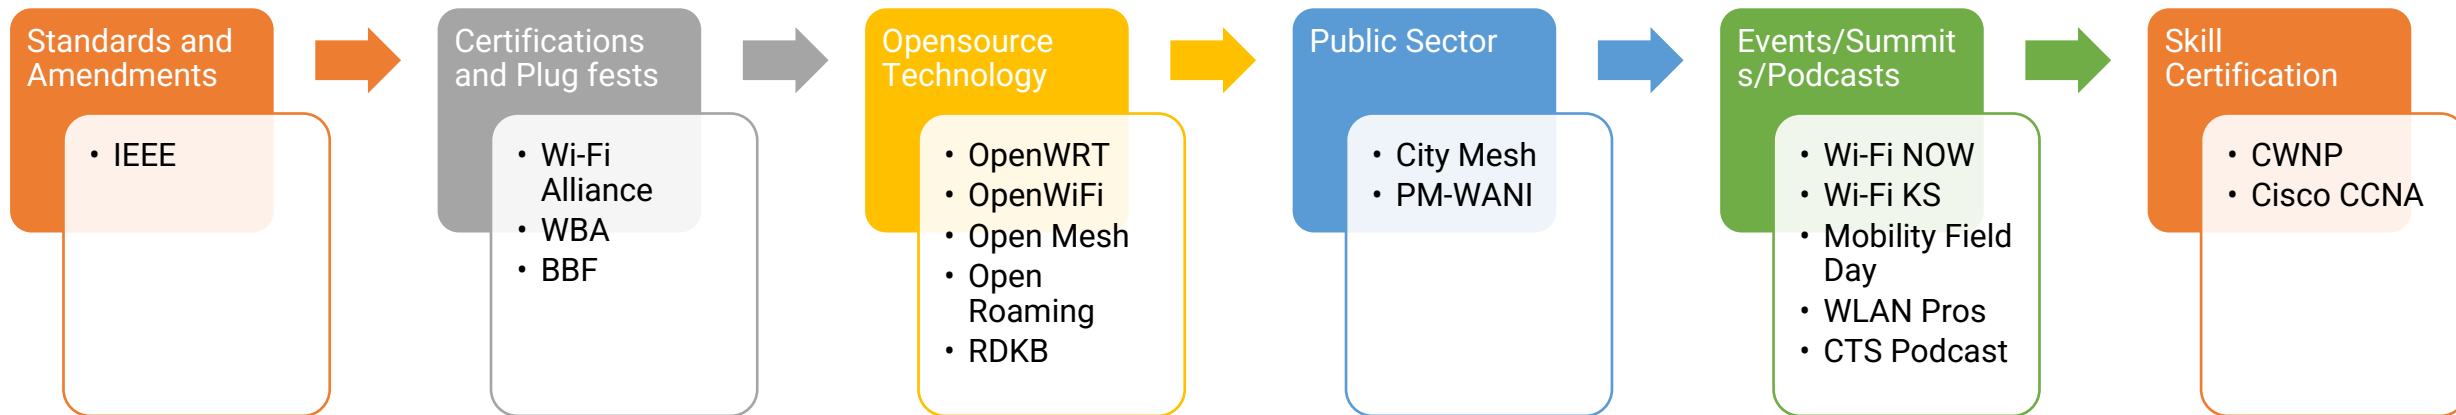 Standards and
Amendments
• IEEE
Certifications
and Plug fests
• Wi-Fi
Alliance
• WBA
• BBF
Opensource
Technology
• OpenWRT
• OpenWiFi
• Open Mesh
• Open
Roaming
• RDKB
Public Sector
• City Mesh
• PM-WANI
Events/Summit
s/Podcasts
• Wi-Fi NOW
• Wi-Fi KS
• Mobility Field
Day
• WLAN Pros
• CTS Podcast
Skill
Certification
• CWNP
• Cisco CCNA